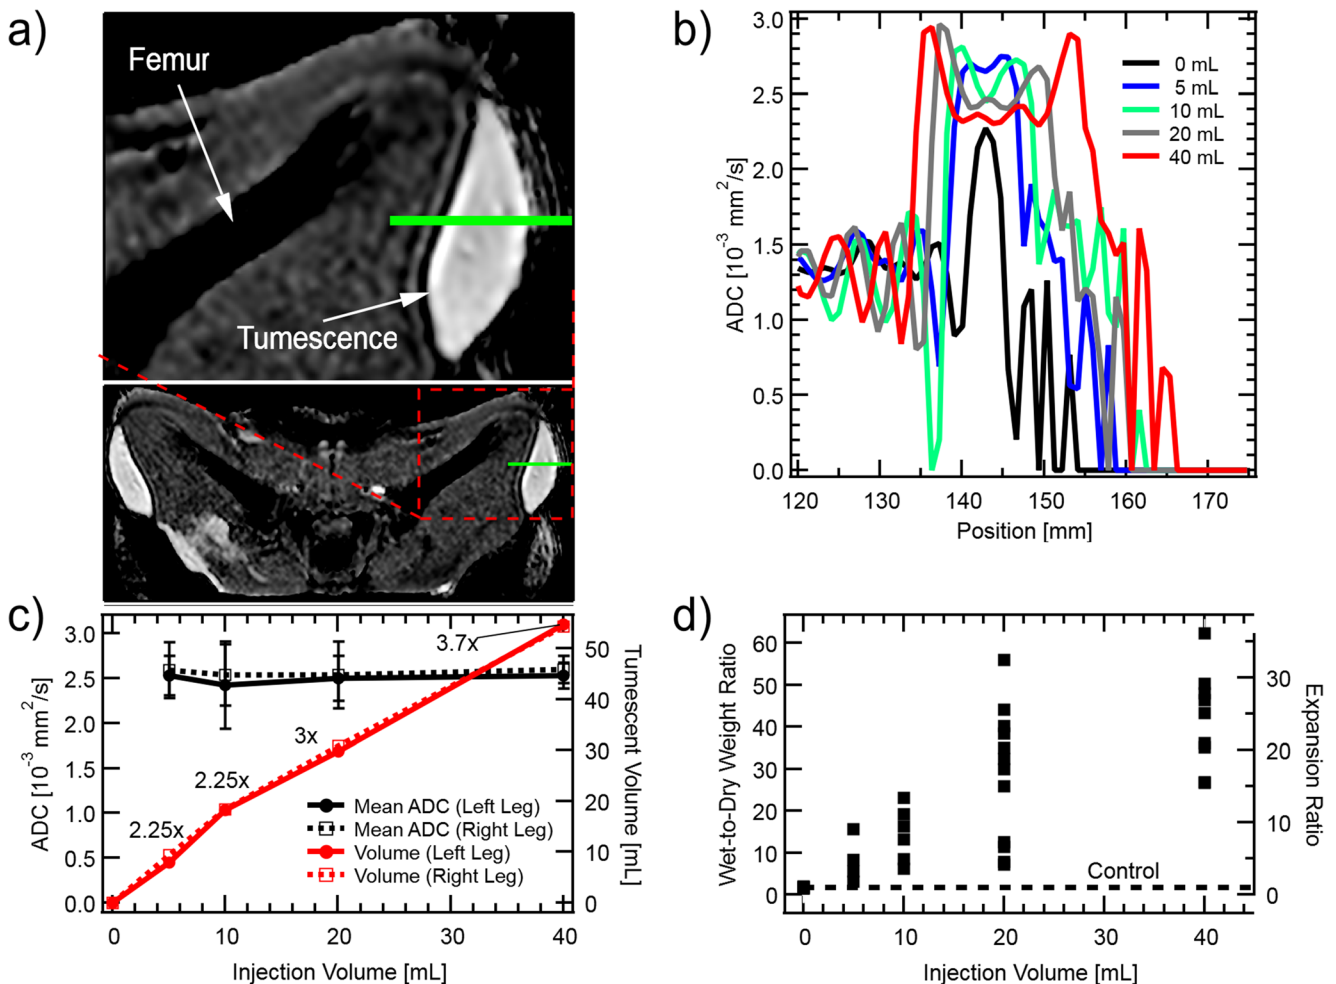 a)
Femur
Tumescence
b)
3.0
2.5
2.0
1.5
1.0
0.5
0.0
ADC [10⁻³ mm²/s]
0 mL
5 mL
10 mL
20 mL
40 mL
120 130 140 150 160 170
Position [mm]
c)
3.0
2.5
2.0
1.5
1.0
0.5
0.0
ADC [10⁻³ mm²/s]
3.7x
3x
2.25x
2.25x
Mean ADC (Left Leg)
Mean ADC (Right Leg)
Volume (Left Leg)
Volume (Right Leg)
50
40
30
20
10
0
Tumescent Volume [mL]
0 10 20 30 40
Injection Volume [mL]
d)
60
50
40
30
20
10
0
Wet-to-Dry Weight Ratio
Control
30
20
10
0
Expansion Ratio
0 10 20 30 40
Injection Volume [mL]